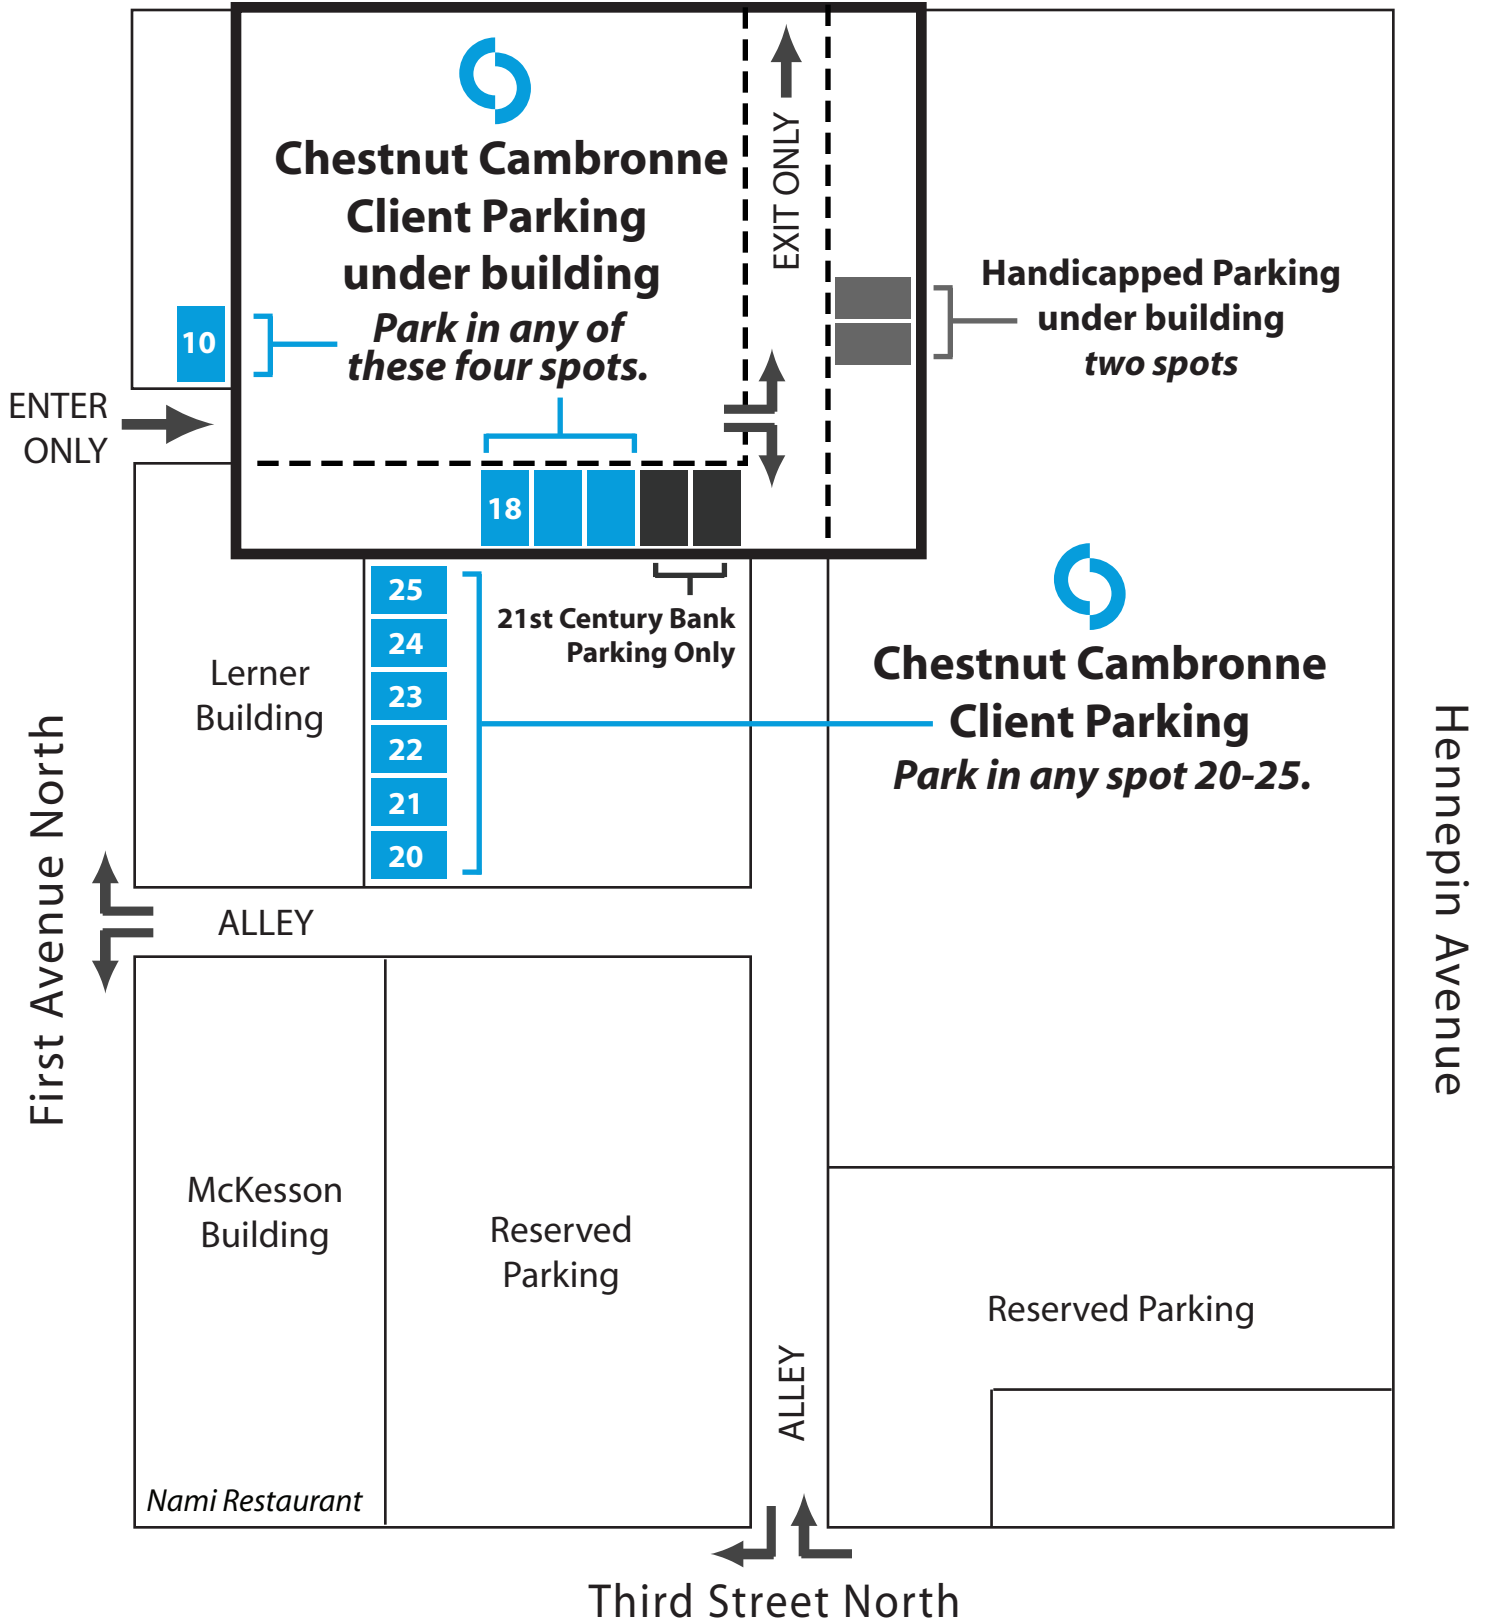 Chestnut Cambronne
Client Parking
under building
Park in any of
these four spots.
EXIT ONLY
Handicapped Parking
under building
two spots
10
ENTER
ONLY
18
21st Century Bank
Parking Only
25
24
23
22
21
20
Lerner
Building
Chestnut Cambronne
Client Parking
Park in any spot 20-25.
First Avenue North
Hennepin Avenue
ALLEY
McKesson
Building
Reserved
Parking
Reserved Parking
ALLEY
Nami Restaurant
Third Street North